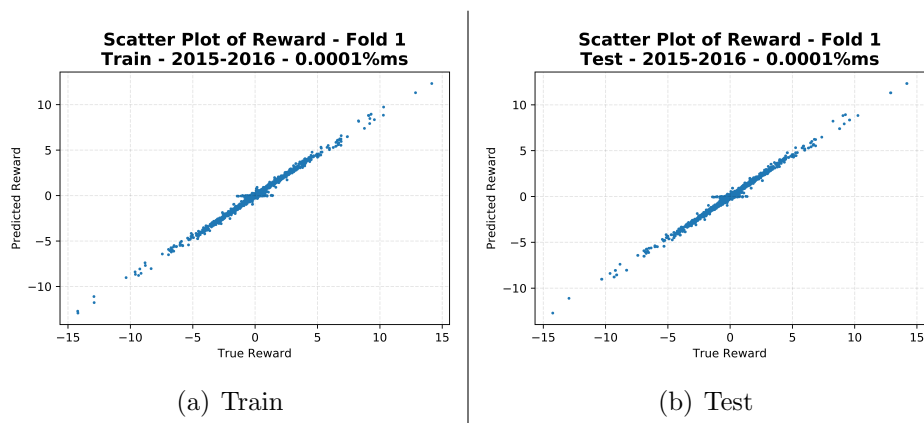 Scatter Plot of Reward - Fold 1
Train - 2015-2016 - 0.0001%ms
Predicted Reward
10
5
0
−5
−10
−15
−10
−5
0
5
10
15
True Reward
(a) Train
Scatter Plot of Reward - Fold 1
Test - 2015-2016 - 0.0001%ms
Predicted Reward
10
5
0
−5
−10
−15
−10
−5
0
5
10
15
True Reward
(b) Test